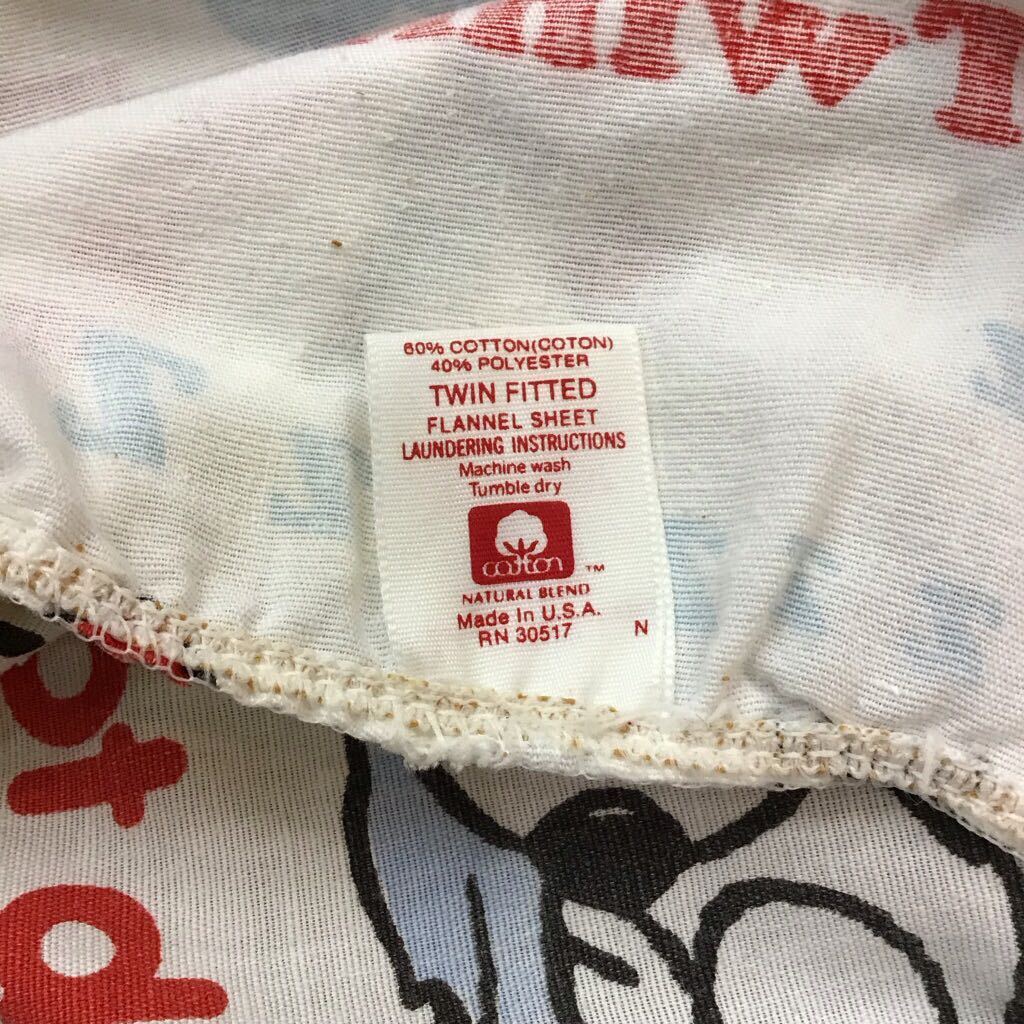 60% COTTON(COTON)
40% POLYESTER
TWIN FITTED
FLANNEL SHEET
LAUNDERING INSTRUCTIONS
Machine wash
Tumble dry
cotton ™
NATURAL BLEND
Made In U.S.A.
RN 30517 N